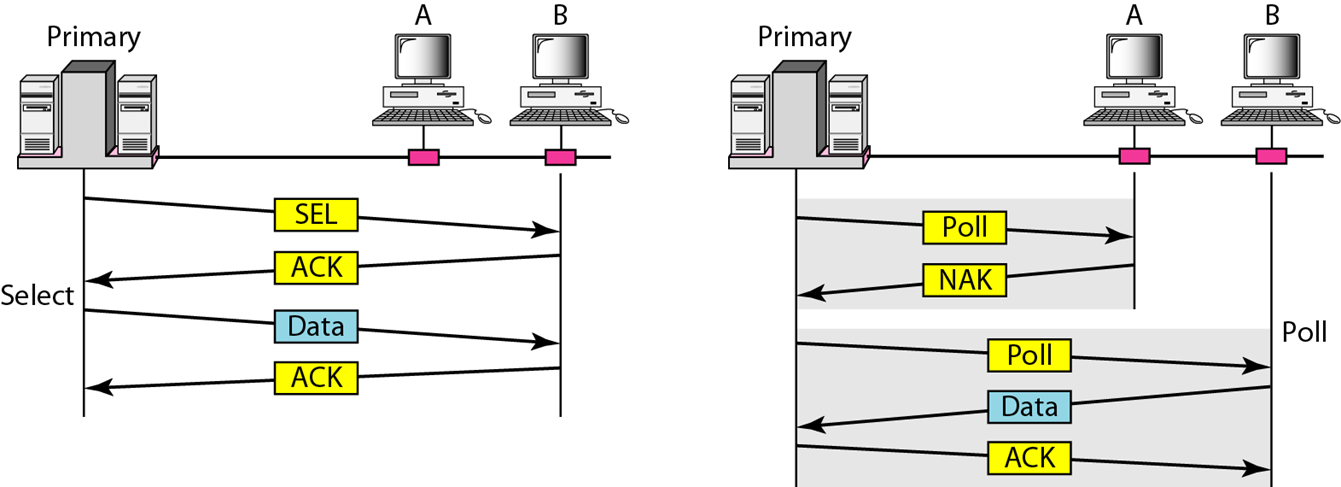 Primary
A
B
SEL
ACK
Select
Data
ACK
Primary
A
B
Poll
NAK
Poll
Poll
Data
ACK